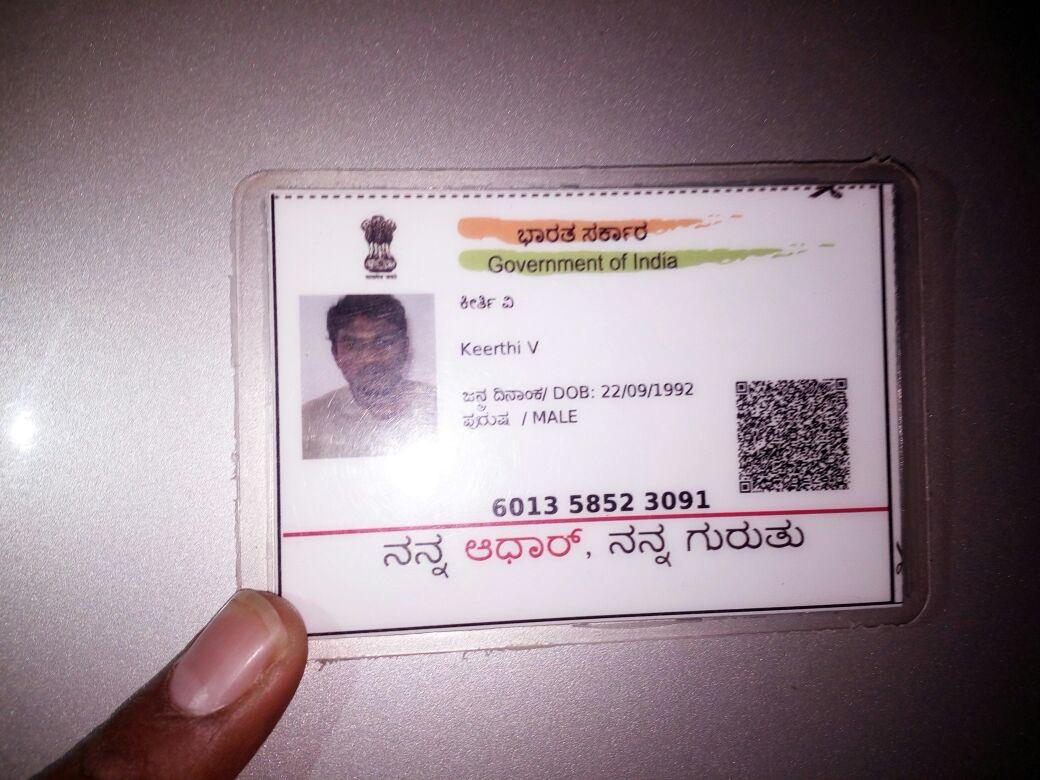 ಭಾರತ ಸರ್ಕಾರ
Government of India
ಕೀರ್ತಿ ವಿ
Keerthi V
ಜನ್ಮ ದಿನಾಂಕ/ DOB: 22/09/1992
ಪುರುಷ / MALE
6013 5852 3091
ನನ್ನ ಆಧಾರ್, ನನ್ನ ಗುರುತು